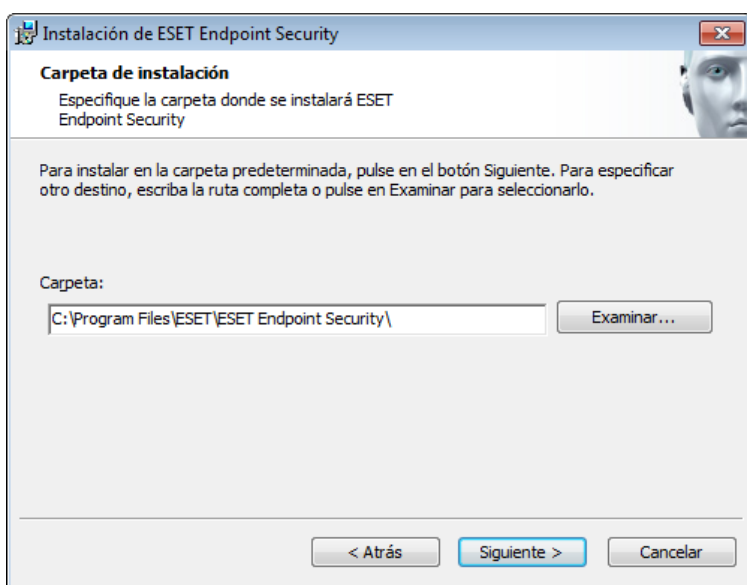 Instalación de ESET Endpoint Security
Carpeta de instalación
Especifique la carpeta donde se instalará ESET
Endpoint Security
Para instalar en la carpeta predeterminada, pulse en el botón Siguiente. Para especificar
otro destino, escriba la ruta completa o pulse en Examinar para seleccionarlo.
Carpeta:
C:\Program Files\ESET\ESET Endpoint Security\
Examinar...
< Atrás
Siguiente >
Cancelar